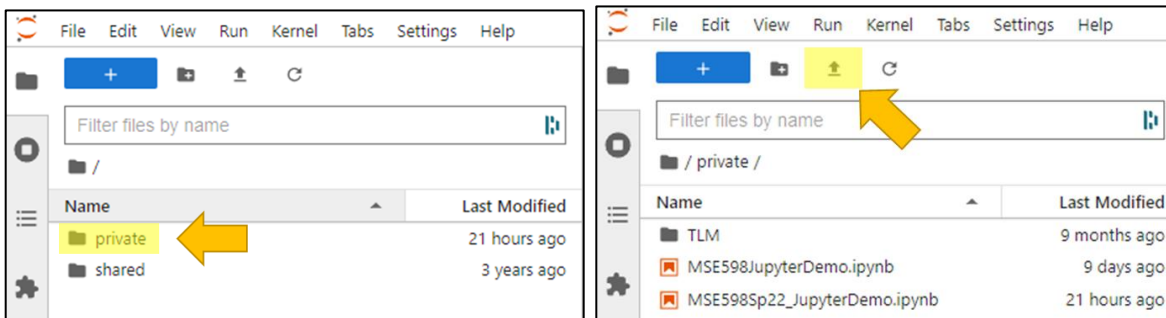 File Edit View Run Kernel Tabs Settings Help
+
Filter files by name
/
Name Last Modified
private 21 hours ago
shared 3 years ago
File Edit View Run Kernel Tabs Settings Help
+
Filter files by name
/ private /
Name Last Modified
TLM 9 months ago
MSE598JupyterDemo.ipynb 9 days ago
MSE598Sp22_JupyterDemo.ipynb 21 hours ago